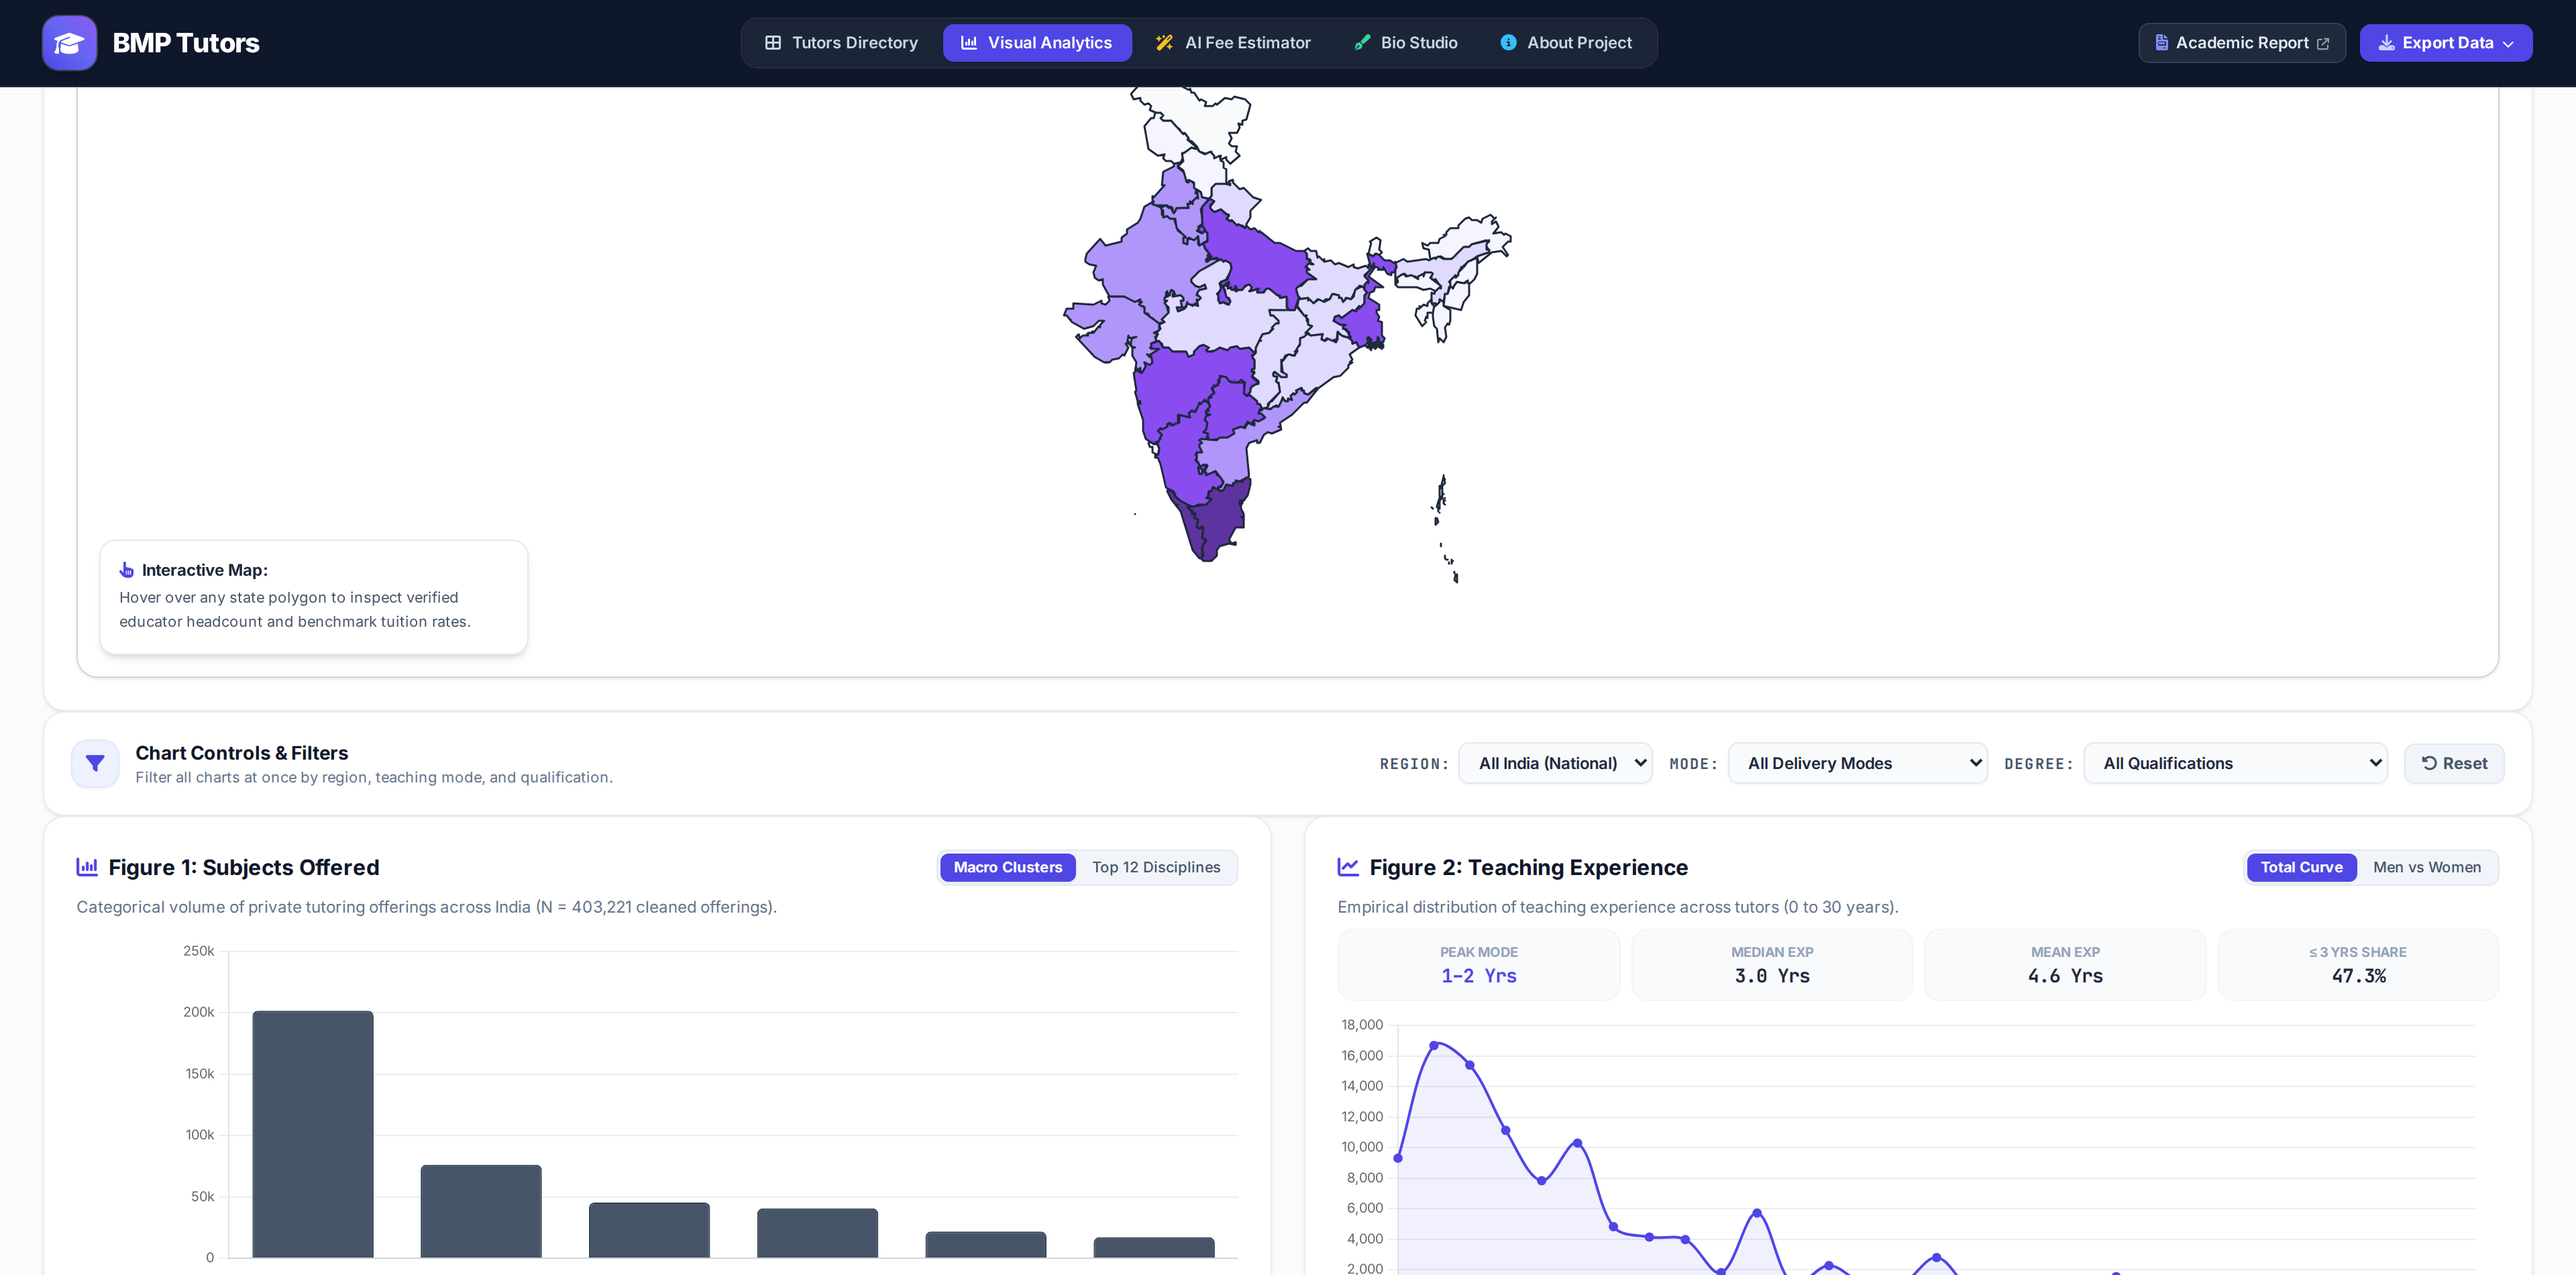 BMP Tutors
Tutors Directory
Visual Analytics
AI Fee Estimator
Bio Studio
About Project
Academic Report
Export Data
Interactive Map:
Hover over any state polygon to inspect verified
educator headcount and benchmark tuition rates.
Chart Controls & Filters
Filter all charts at once by region, teaching mode, and qualification.
REGION: All India (National)
MODE: All Delivery Modes
DEGREE: All Qualifications
Reset
Figure 1: Subjects Offered
Macro Clusters
Top 12 Disciplines
Categorical volume of private tutoring offerings across India (N = 403,221 cleaned offerings).
250k
200k
150k
100k
50k
0
Figure 2: Teaching Experience
Total Curve
Men vs Women
Empirical distribution of teaching experience across tutors (0 to 30 years).
PEAK MODE
1–2 Yrs
MEDIAN EXP
3.0 Yrs
MEAN EXP
4.6 Yrs
≤ 3 YRS SHARE
47.3%
18,000
16,000
14,000
12,000
10,000
8,000
6,000
4,000
2,000